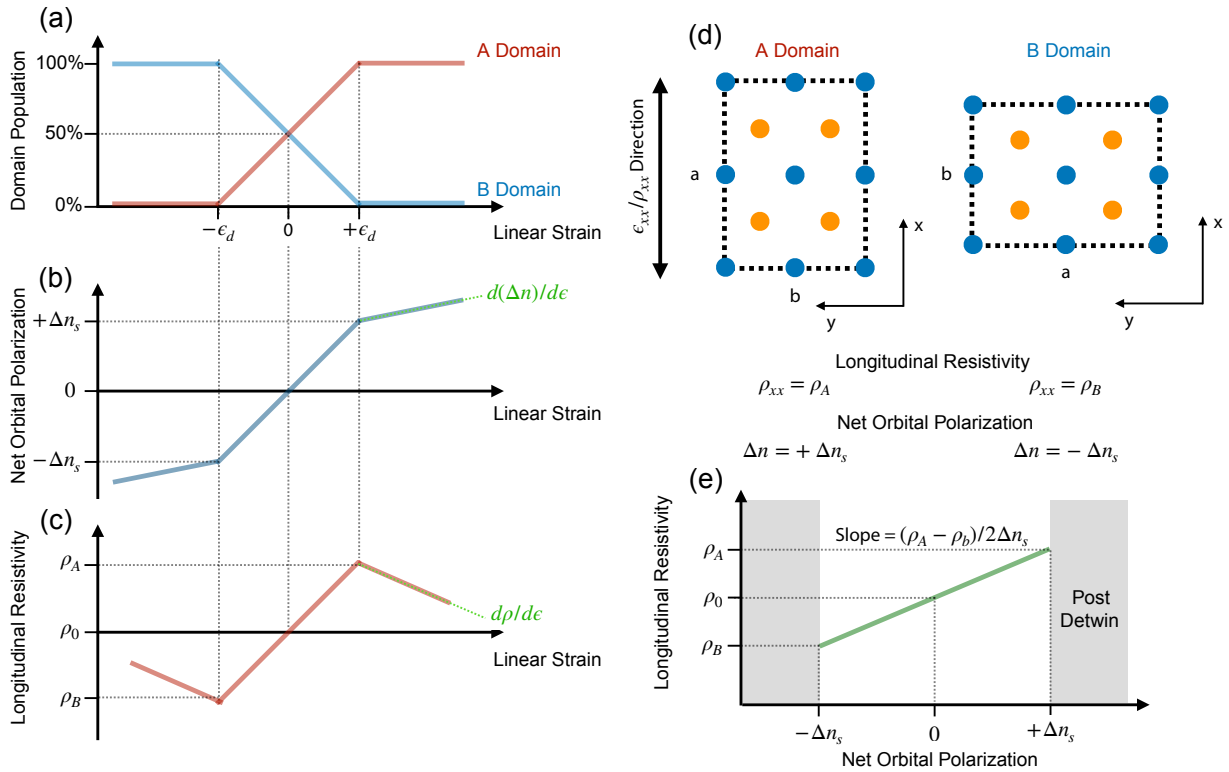 (a)
Domain Population
100%
50%
0%
A Domain
B Domain
−ϵ_d
0
+ϵ_d
Linear Strain
(b)
Net Orbital Polarization
+Δn_s
0
−Δn_s
d(Δn)/dϵ
Linear Strain
(c)
Longitudinal Resistivity
ρ_A
ρ_0
ρ_B
dρ/dϵ
Linear Strain
(d)
A Domain
B Domain
ϵ_xx/ρ_xx Direction
a
b
x
y
b
a
x
y
Longitudinal Resistivity
ρ_xx = ρ_A
ρ_xx = ρ_B
Net Orbital Polarization
Δn = + Δn_s
Δn = − Δn_s
(e)
Longitudinal Resistivity
Slope = (ρ_A − ρ_b)/2Δn_s
ρ_A
ρ_0
ρ_B
Post
Detwin
−Δn_s
0
+Δn_s
Net Orbital Polarization